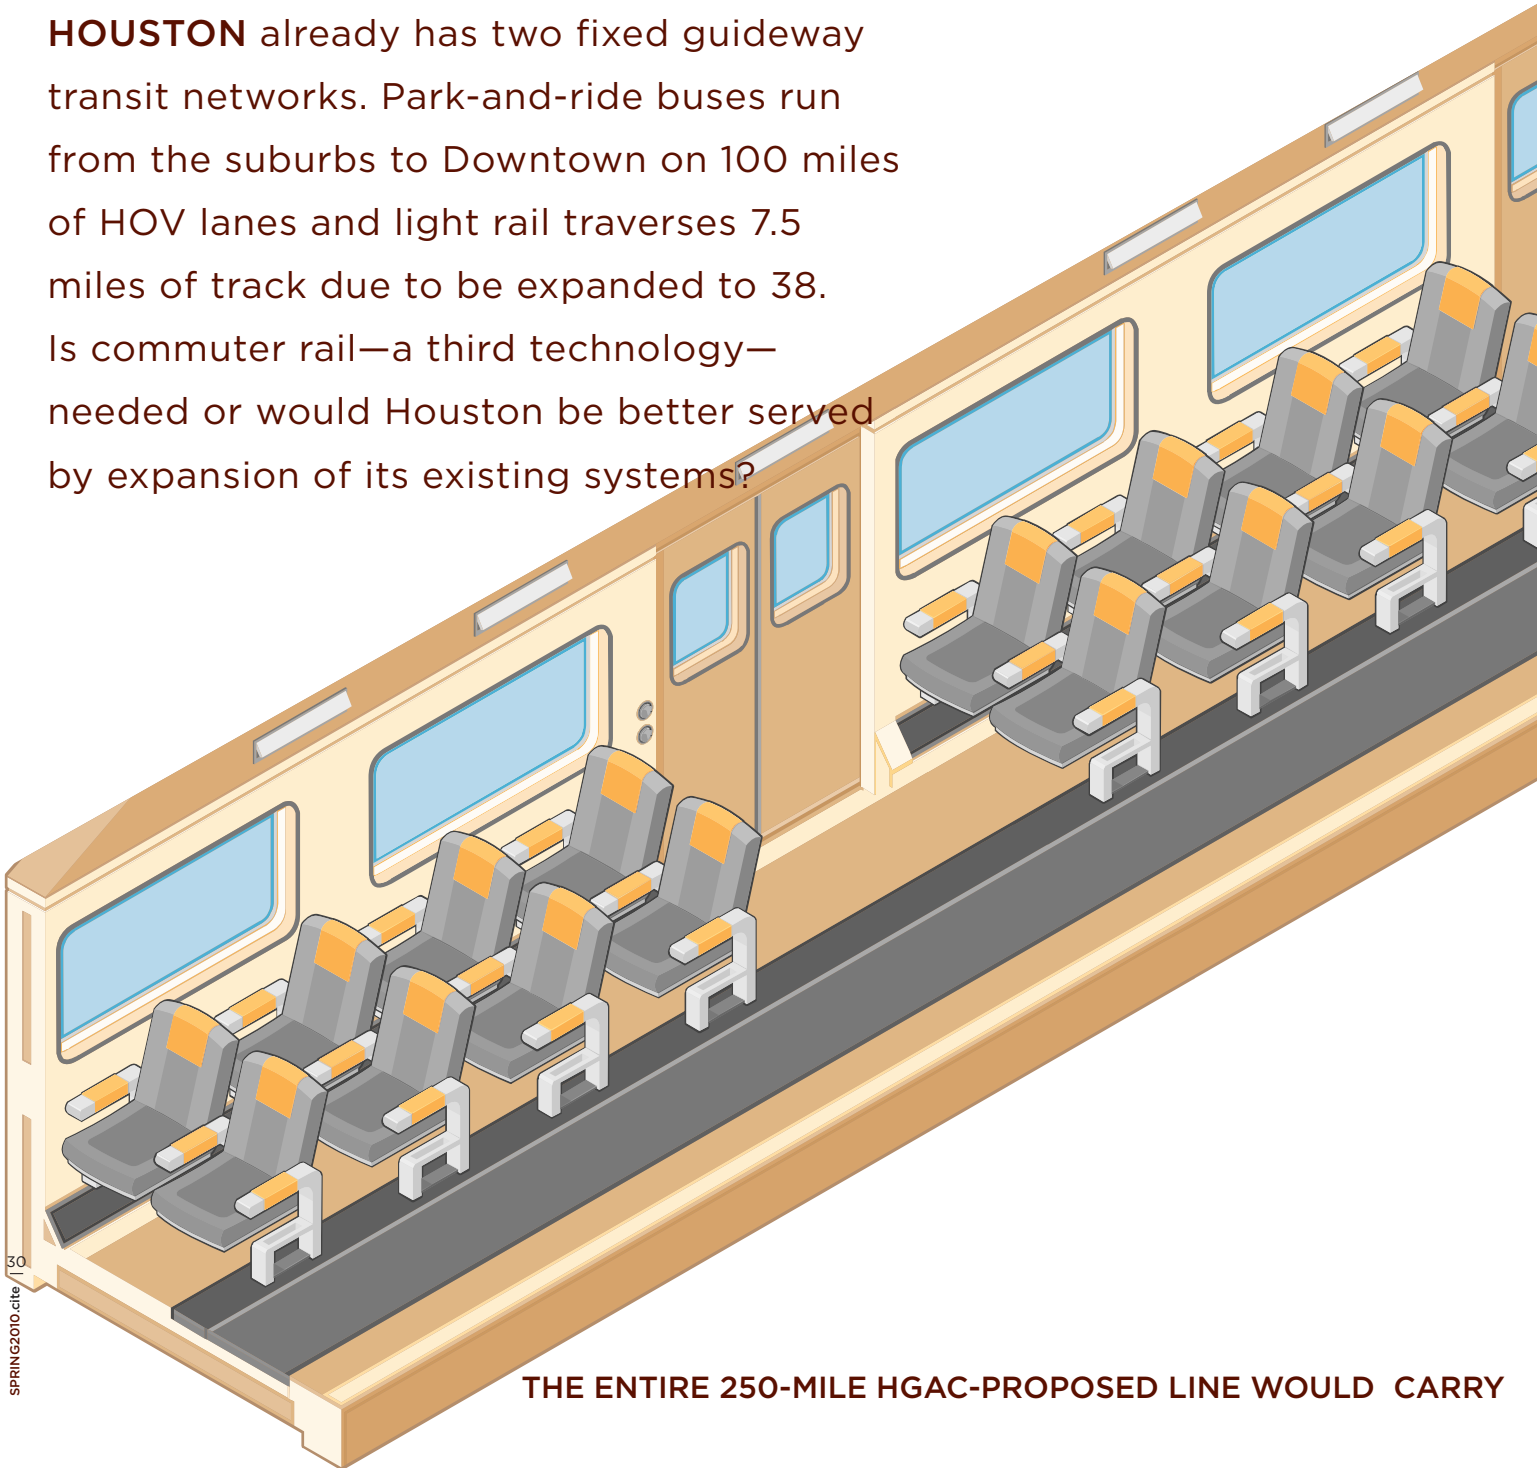 HOUSTON already has two fixed guideway
transit networks. Park-and-ride buses run
from the suburbs to Downtown on 100 miles
of HOV lanes and light rail traverses 7.5
miles of track due to be expanded to 38.
Is commuter rail—a third technology—
needed or would Houston be better served
by expansion of its existing systems?
30
SPRING2010.cite
THE ENTIRE 250-MILE HGAC-PROPOSED LINE WOULD CARRY